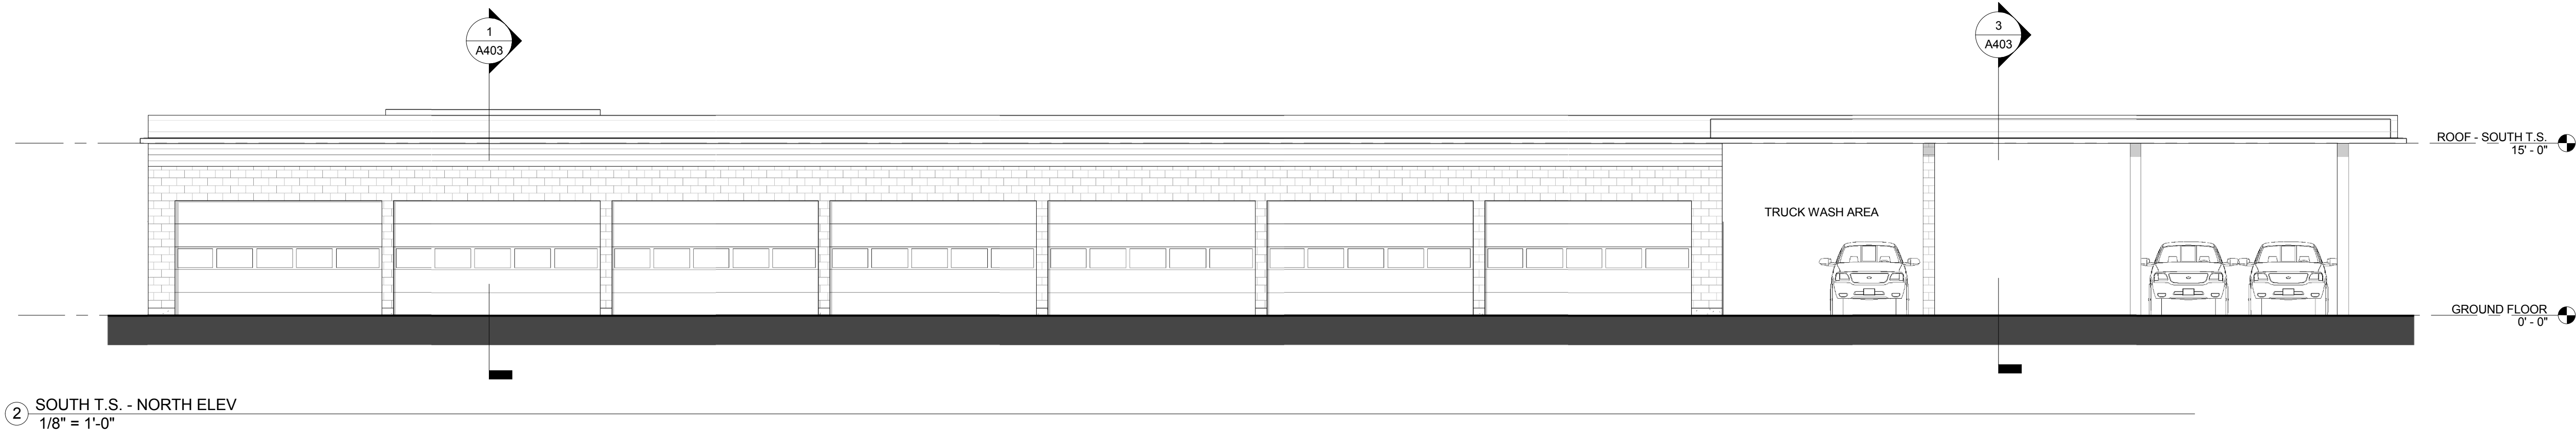 1
A403
3
A403
ROOF - SOUTH T.S.
15' - 0"
TRUCK WASH AREA
GROUND FLOOR
0' - 0"
2
SOUTH T.S. - NORTH ELEV
1/8" = 1'-0"